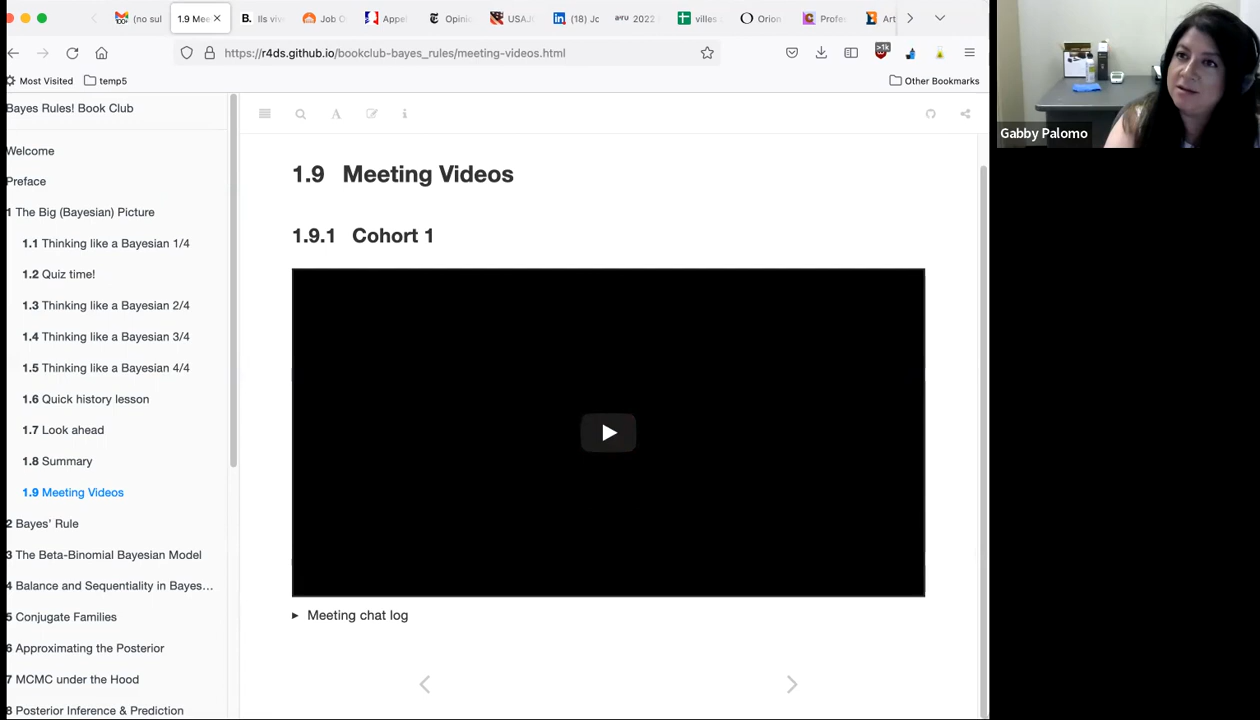 (no sul
1.9 Mee
B. Ils viv
Job O
Appel
Opinio
USAJO
(18) Jo
2022
villes
Orion
Profes
Art
https://r4ds.github.io/bookclub-bayes_rules/meeting-videos.html
>1k
Most Visited
temp5
Other Bookmarks
Bayes Rules! Book Club
Welcome
Preface
1 The Big (Bayesian) Picture
1.1 Thinking like a Bayesian 1/4
1.2 Quiz time!
1.3 Thinking like a Bayesian 2/4
1.4 Thinking like a Bayesian 3/4
1.5 Thinking like a Bayesian 4/4
1.6 Quick history lesson
1.7 Look ahead
1.8 Summary
1.9 Meeting Videos
2 Bayes' Rule
3 The Beta-Binomial Bayesian Model
4 Balance and Sequentiality in Bayes…
5 Conjugate Families
6 Approximating the Posterior
7 MCMC under the Hood
8 Posterior Inference & Prediction
1.9 Meeting Videos
1.9.1 Cohort 1
Meeting chat log
Gabby Palomo